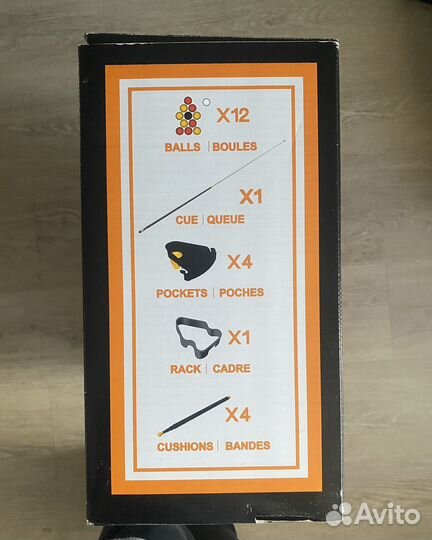 X12
BALLS | BOULES
X1
CUE | QUEUE
X4
POCKETS | POCHES
X1
RACK | CADRE
X4
CUSHIONS | BANDES
Avito